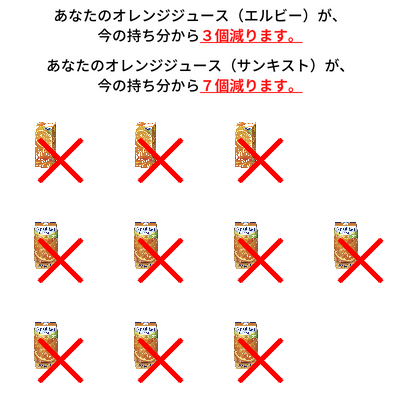 あなたのオレンジジュース（エルビー）が、
今の持ち分から３個減ります。
あなたのオレンジジュース（サンキスト）が、
今の持ち分から７個減ります。